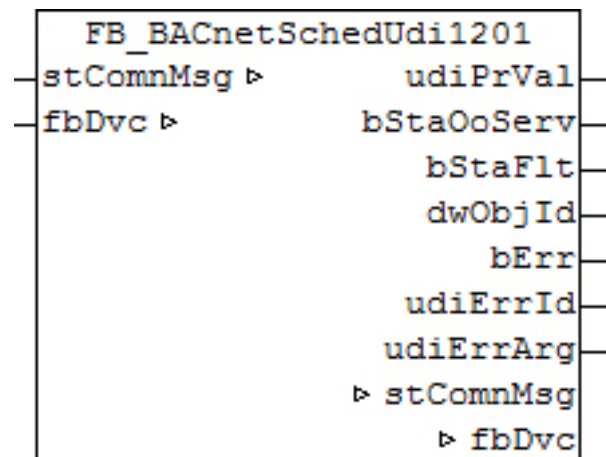 FB_BACnetSchedUdi1201
stComnMsg ▷ udiPrVal
fbDvc ▷ bStaOoServ
bStaFlt
dwObjId
bErr
udiErrId
udiErrArg
▷ stComnMsg
▷ fbDvc